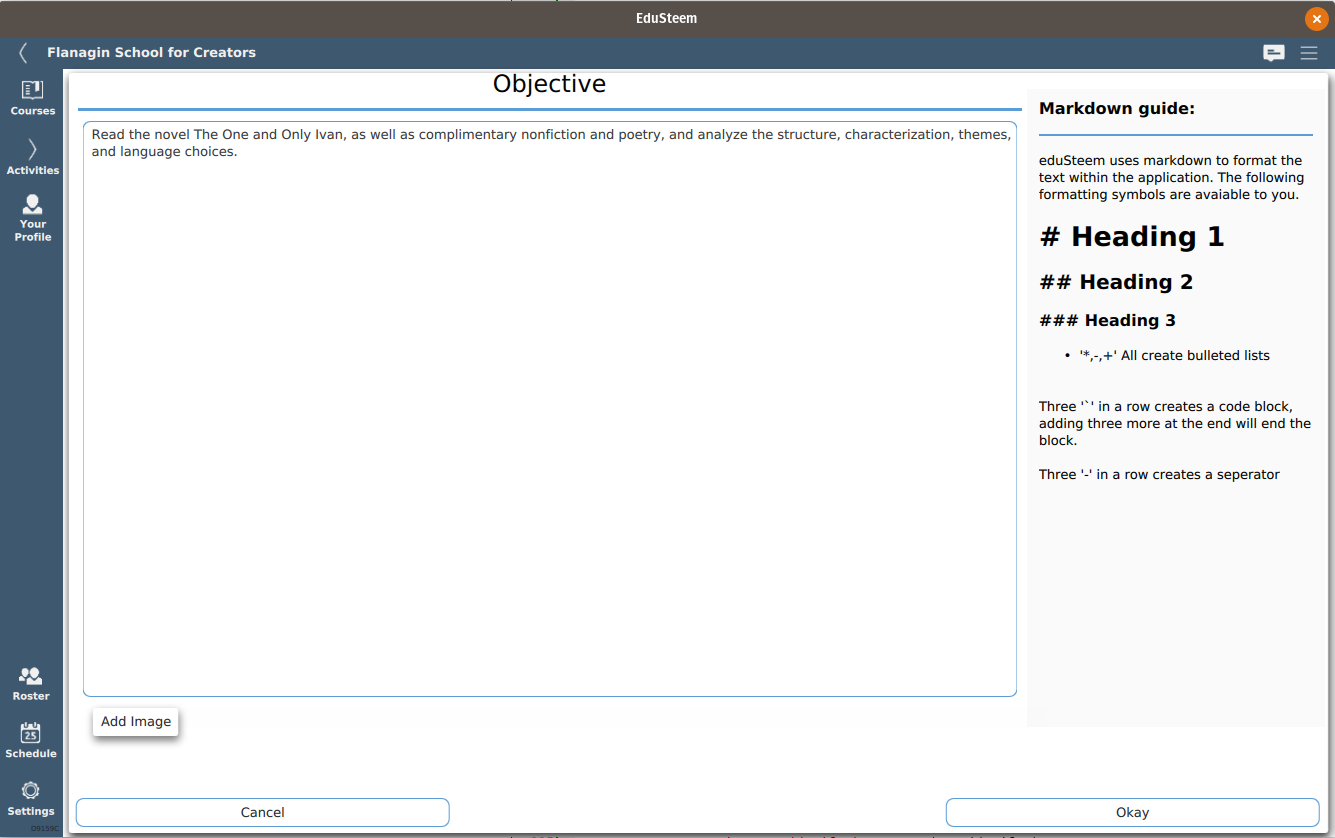 EduSteem
Flanagin School for Creators
Courses
Activities
Your
Profile
Roster
25
Schedule
Settings
D9159C
Objective
Read the novel The One and Only Ivan, as well as complimentary nonfiction and poetry, and analyze the structure, characterization, themes,
and language choices.
Add Image
Cancel
Okay
Markdown guide:
eduSteem uses markdown to format the
text within the application. The following
formatting symbols are avaiable to you.
# Heading 1
## Heading 2
### Heading 3
• '*,-,+' All create bulleted lists
Three '`' in a row creates a code block,
adding three more at the end will end the
block.
Three '-' in a row creates a seperator